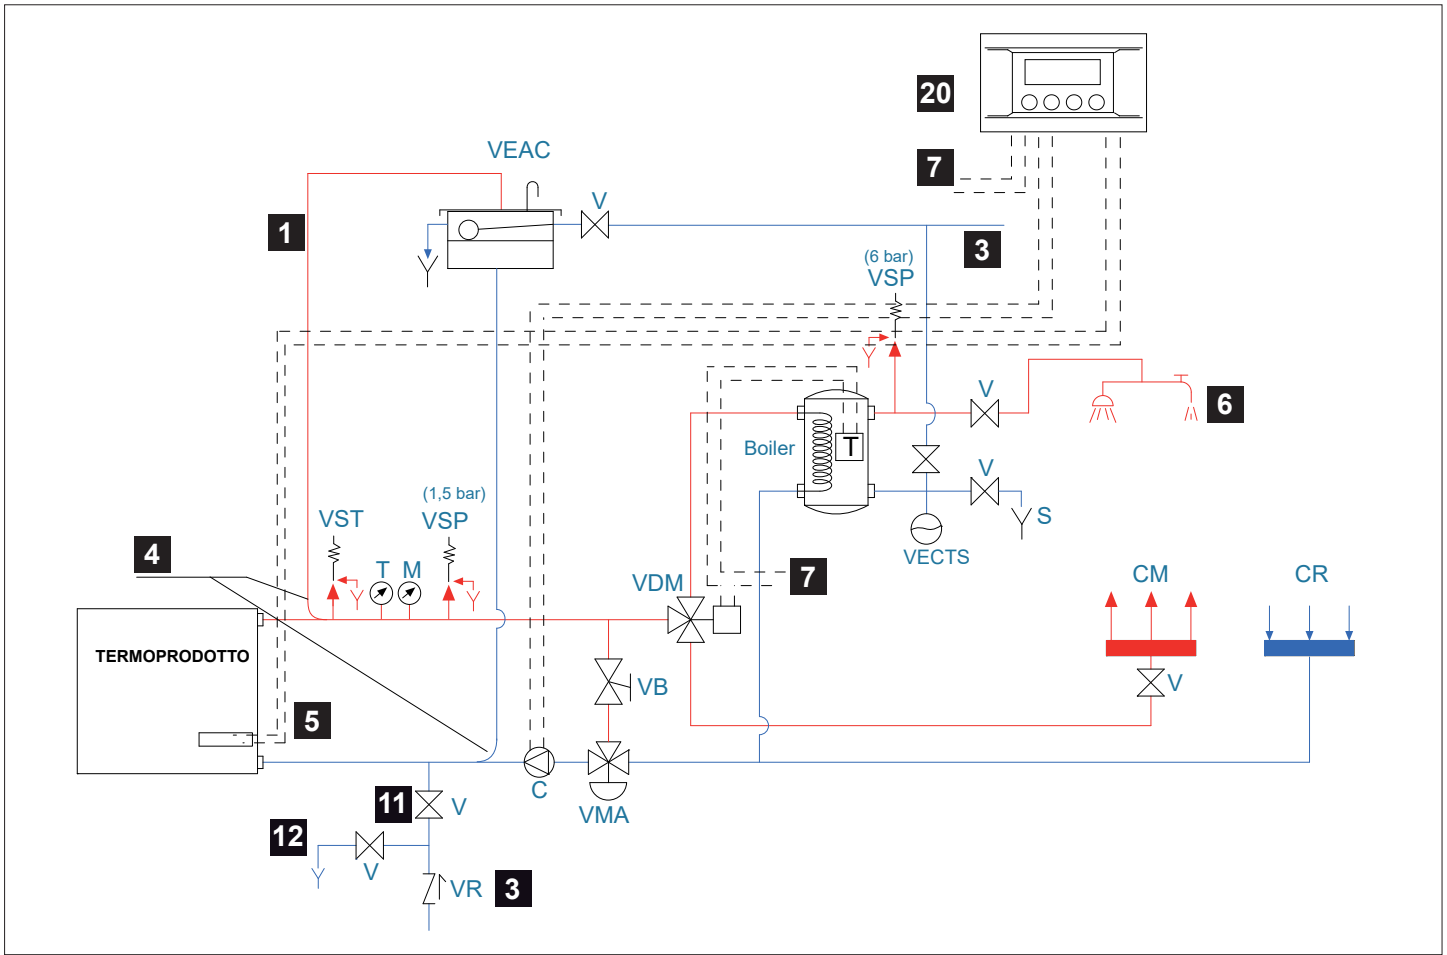 20
VEAC
7
V
1
3
(6 bar)
VSP
V
6
Boiler
T
(1,5 bar)
V
VST
VSP
S
4
VECTS
T
M
7
VDM
CM
CR
TERMOPRODOTTO
VB
V
5
C
11
V
VMA
12
V
VR
3